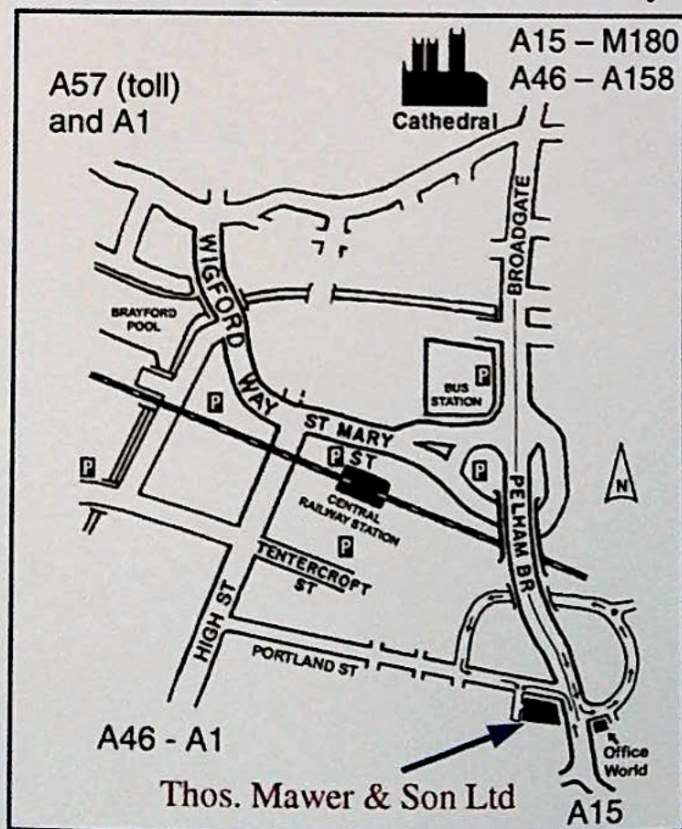 A15 – M180
A46 – A158
A57 (toll)
and A1
Cathedral
BROADGATE
WIGFORD
WAY
BRAYFORD
POOL
P
BUS
STATION
P
ST MARY
ST
P
P
P
CENTRAL
RAILWAY STATION
P
PELHAM BR
N
TENTERCROFT
ST
HIGH ST
PORTLAND ST
A46 - A1
Office
World
Thos. Mawer & Son Ltd
A15